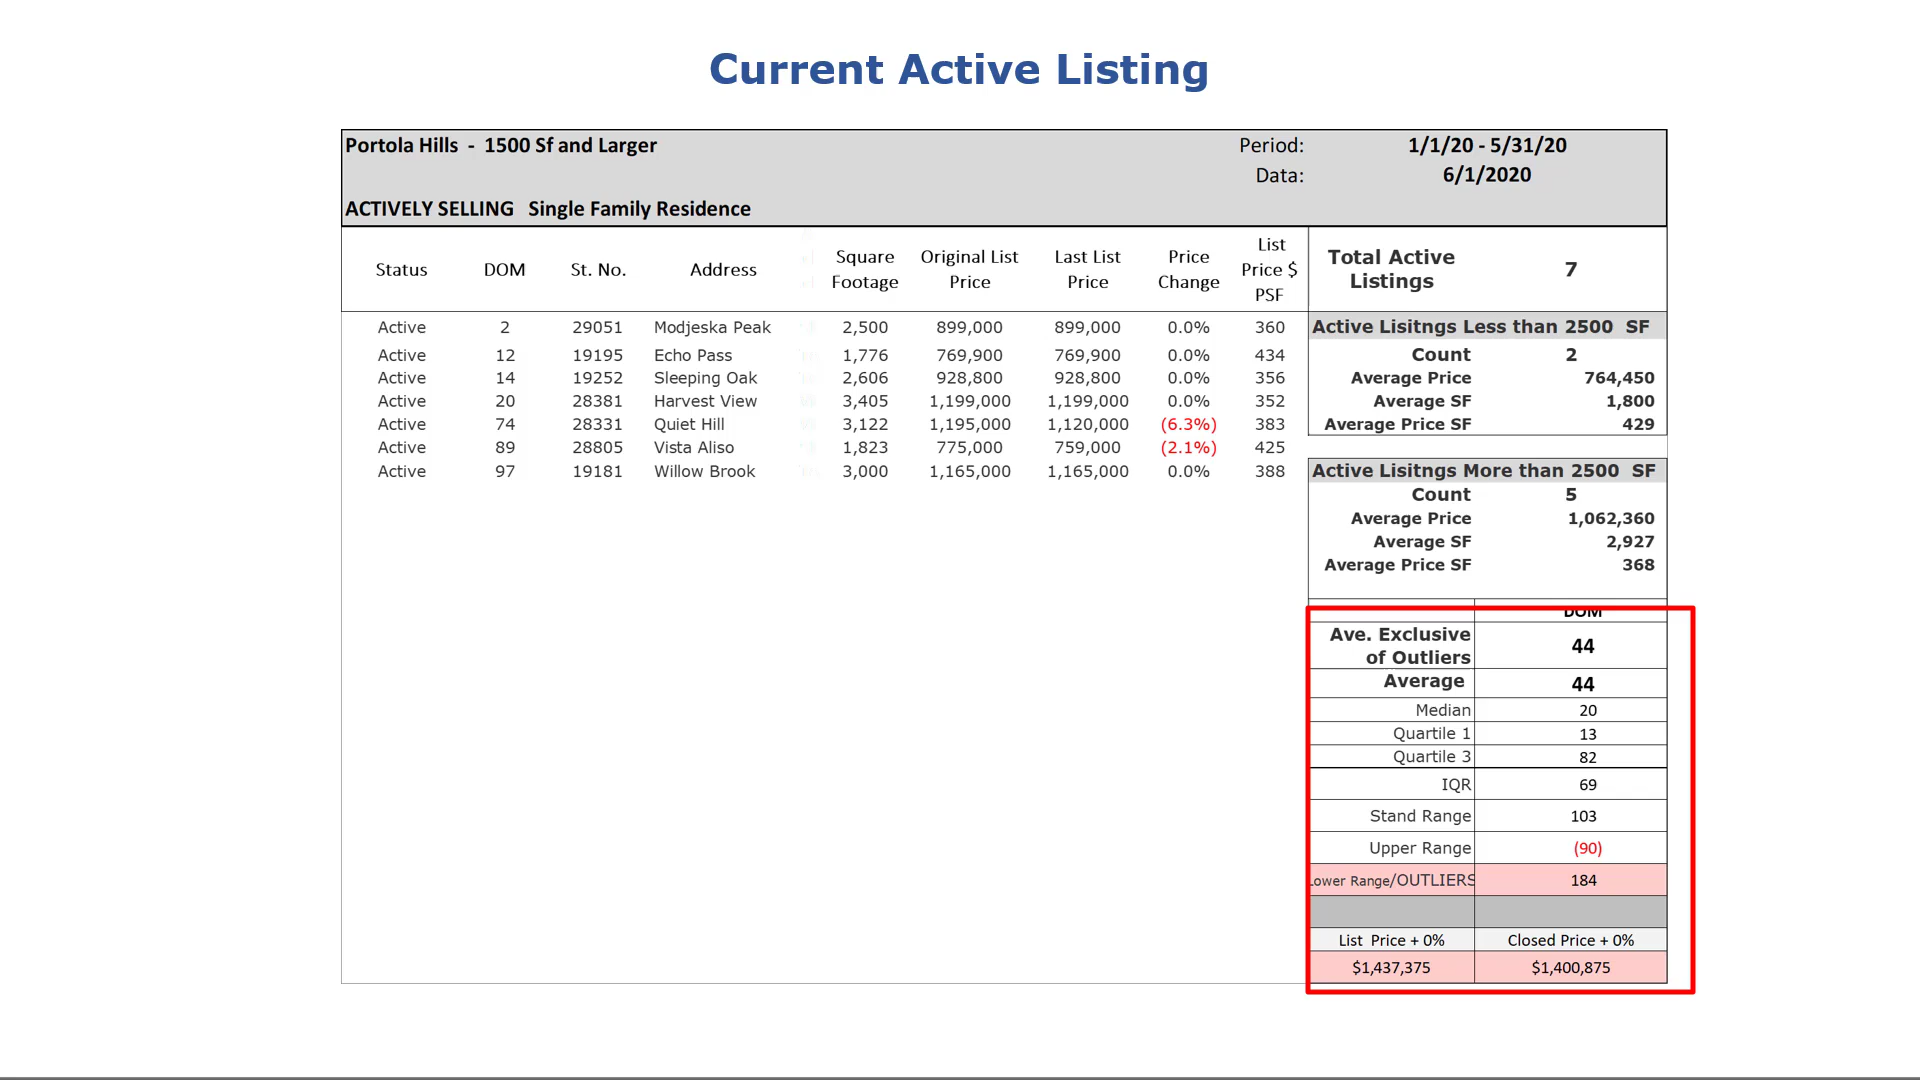 Current Active Listing
Portola Hills - 1500 Sf and Larger Period: 1/1/20 - 5/31/20
Data: 6/1/2020
ACTIVELY SELLING Single Family Residence
Status DOM St. No. Address Square Footage Original List Price Last List Price Price Change List Price $ PSF Total Active Listings 7
Active 2 29051 Modjeska Peak 2,500 899,000 899,000 0.0% 360 Active Lisitngs Less than 2500 SF
Active 12 19195 Echo Pass 1,776 769,900 769,900 0.0% 434 Count 2
Active 14 19252 Sleeping Oak 2,606 928,800 928,800 0.0% 356 Average Price 764,450
Active 20 28381 Harvest View 3,405 1,199,000 1,199,000 0.0% 352 Average SF 1,800
Active 74 28331 Quiet Hill 3,122 1,195,000 1,120,000 (6.3%) 383 Average Price SF 429
Active 89 28805 Vista Aliso 1,823 775,000 759,000 (2.1%) 425
Active 97 19181 Willow Brook 3,000 1,165,000 1,165,000 0.0% 388 Active Lisitngs More than 2500 SF
Count 5
Average Price 1,062,360
Average SF 2,927
Average Price SF 368
DOM
Ave. Exclusive of Outliers 44
Average 44
Median 20
Quartile 1 13
Quartile 3 82
IQR 69
Stand Range 103
Upper Range (90)
Lower Range/OUTLIERS 184
List Price + 0% Closed Price + 0%
$1,437,375 $1,400,875